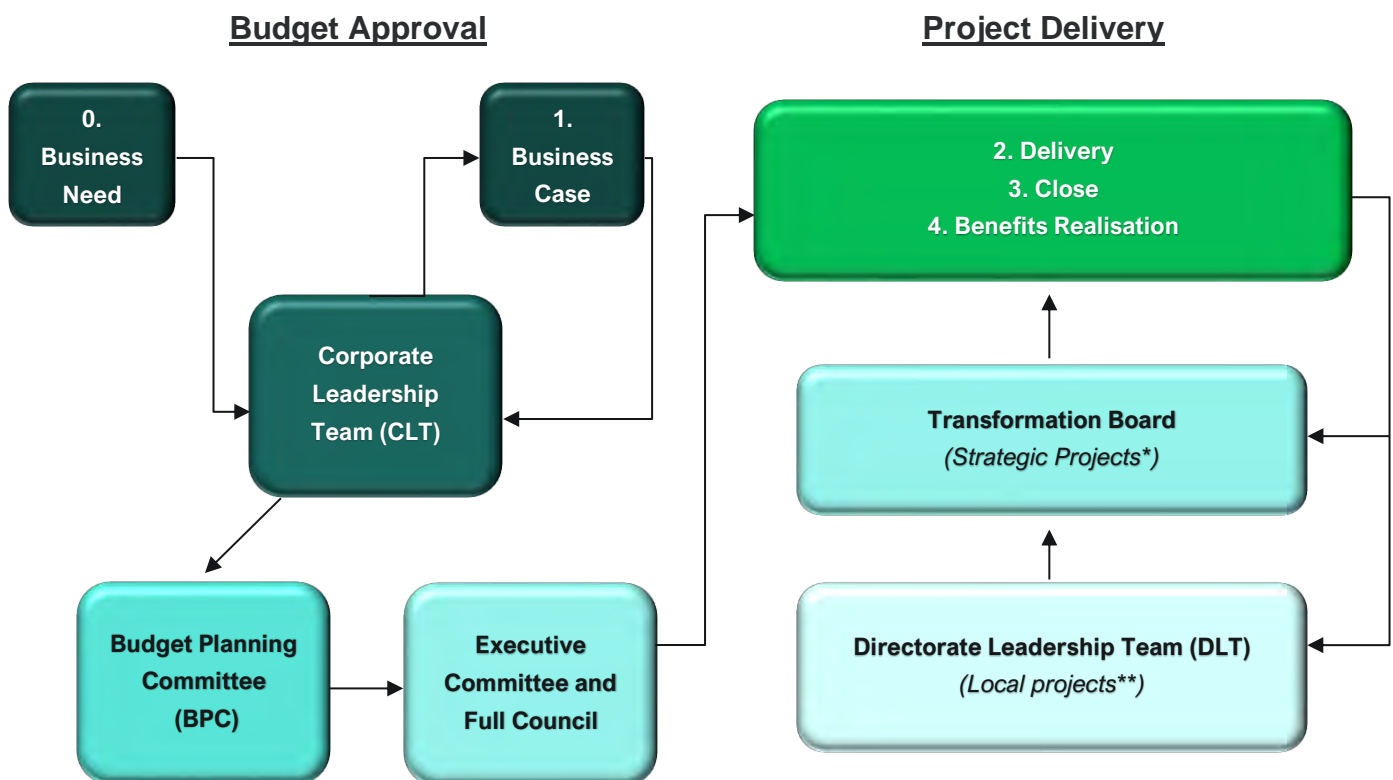 Budget Approval
0.
Business
Need
1.
Business
Case
Corporate
Leadership
Team (CLT)
Budget Planning
Committee
(BPC)
Executive
Committee and
Full Council
Project Delivery
2. Delivery
3. Close
4. Benefits Realisation
Transformation Board
(Strategic Projects*)
Directorate Leadership Team (DLT)
(Local projects**)